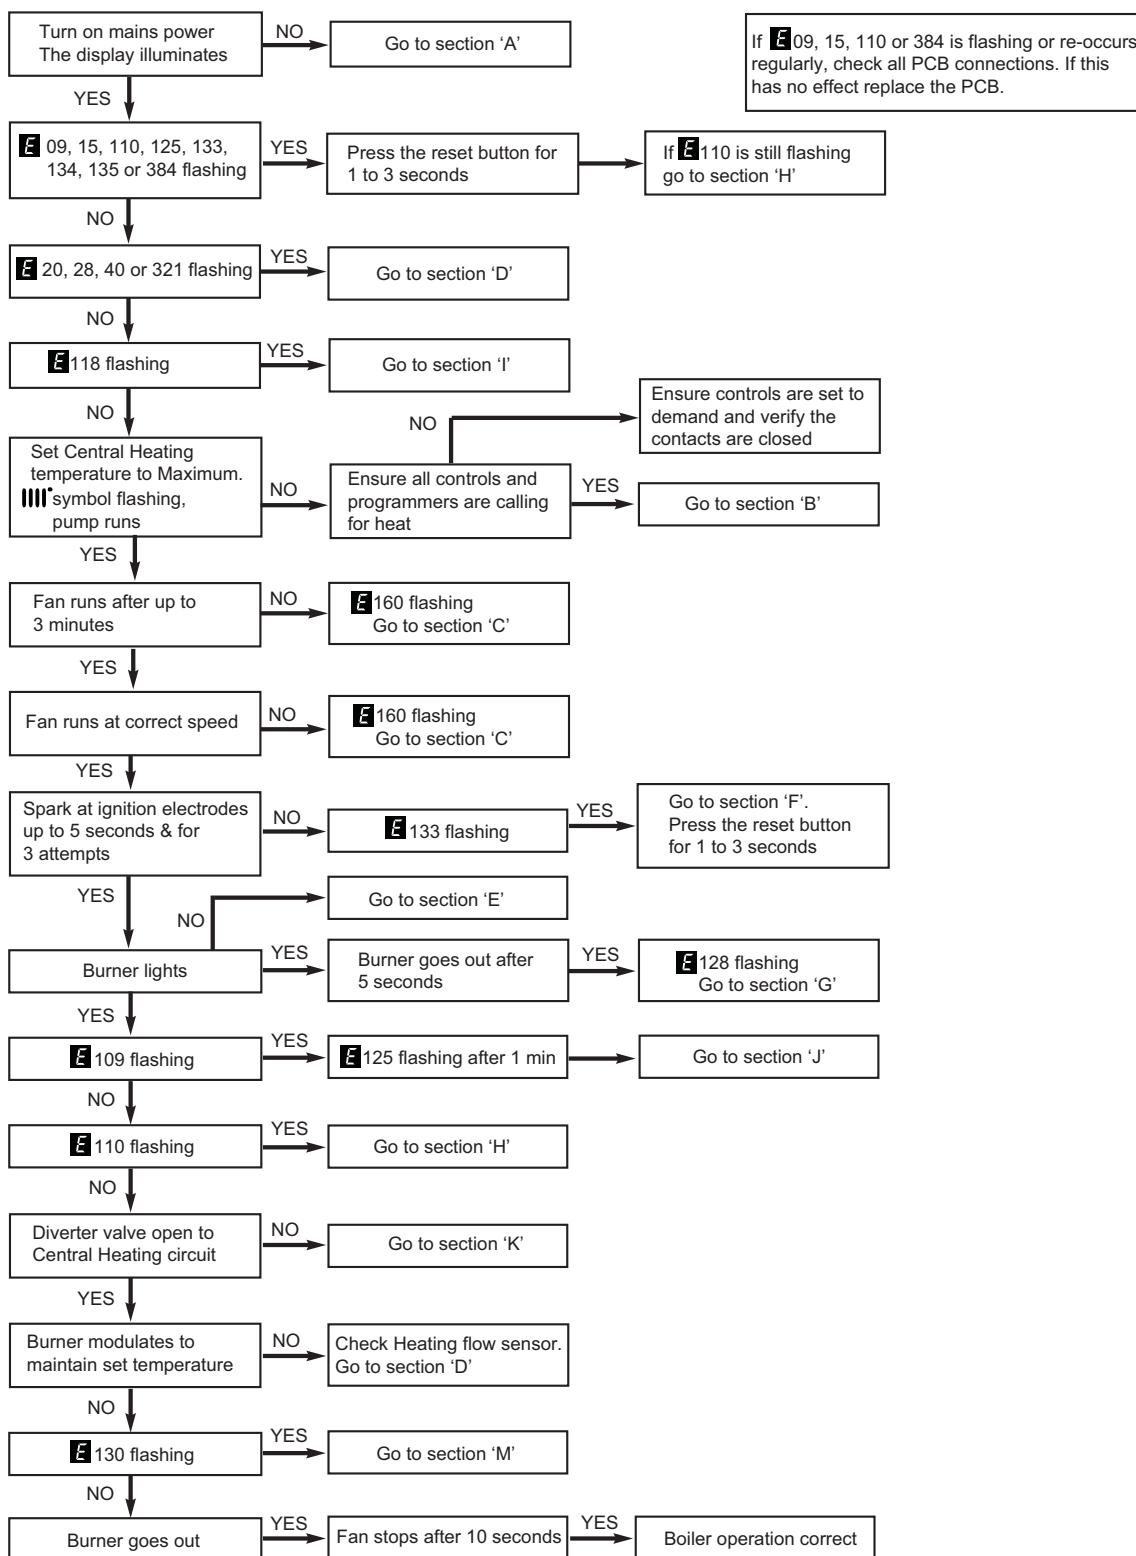 Turn on mains power
The display illuminates
NO
Go to section ‘A’
If E 09, 15, 110 or 384 is flashing or re-occurs
regularly, check all PCB connections. If this
has no effect replace the PCB.
YES
E 09, 15, 110, 125, 133,
134, 135 or 384 flashing
YES
Press the reset button for
1 to 3 seconds
If E 110 is still flashing
go to section ‘H’
NO
E 20, 28, 40 or 321 flashing
YES
Go to section ‘D’
NO
E 118 flashing
YES
Go to section ‘I’
NO
Set Central Heating
temperature to Maximum.
symbol flashing,
pump runs
NO
Ensure all controls and
programmers are calling
for heat
NO
Ensure controls are set to
demand and verify the
contacts are closed
YES
Go to section ‘B’
YES
Fan runs after up to
3 minutes
NO
E 160 flashing
Go to section ‘C’
YES
Fan runs at correct speed
NO
E 160 flashing
Go to section ‘C’
YES
Spark at ignition electrodes
up to 5 seconds & for
3 attempts
NO
E 133 flashing
YES
Go to section ‘F’.
Press the reset button
for 1 to 3 seconds
YES
NO
Go to section ‘E’
Burner lights
YES
Burner goes out after
5 seconds
YES
E 128 flashing
Go to section ‘G’
YES
E 109 flashing
YES
E 125 flashing after 1 min
Go to section ‘J’
NO
E 110 flashing
YES
Go to section ‘H’
NO
Diverter valve open to
Central Heating circuit
NO
Go to section ‘K’
YES
Burner modulates to
maintain set temperature
NO
Check Heating flow sensor.
Go to section ‘D’
NO
E 130 flashing
YES
Go to section ‘M’
NO
Burner goes out
YES
Fan stops after 10 seconds
YES
Boiler operation correct